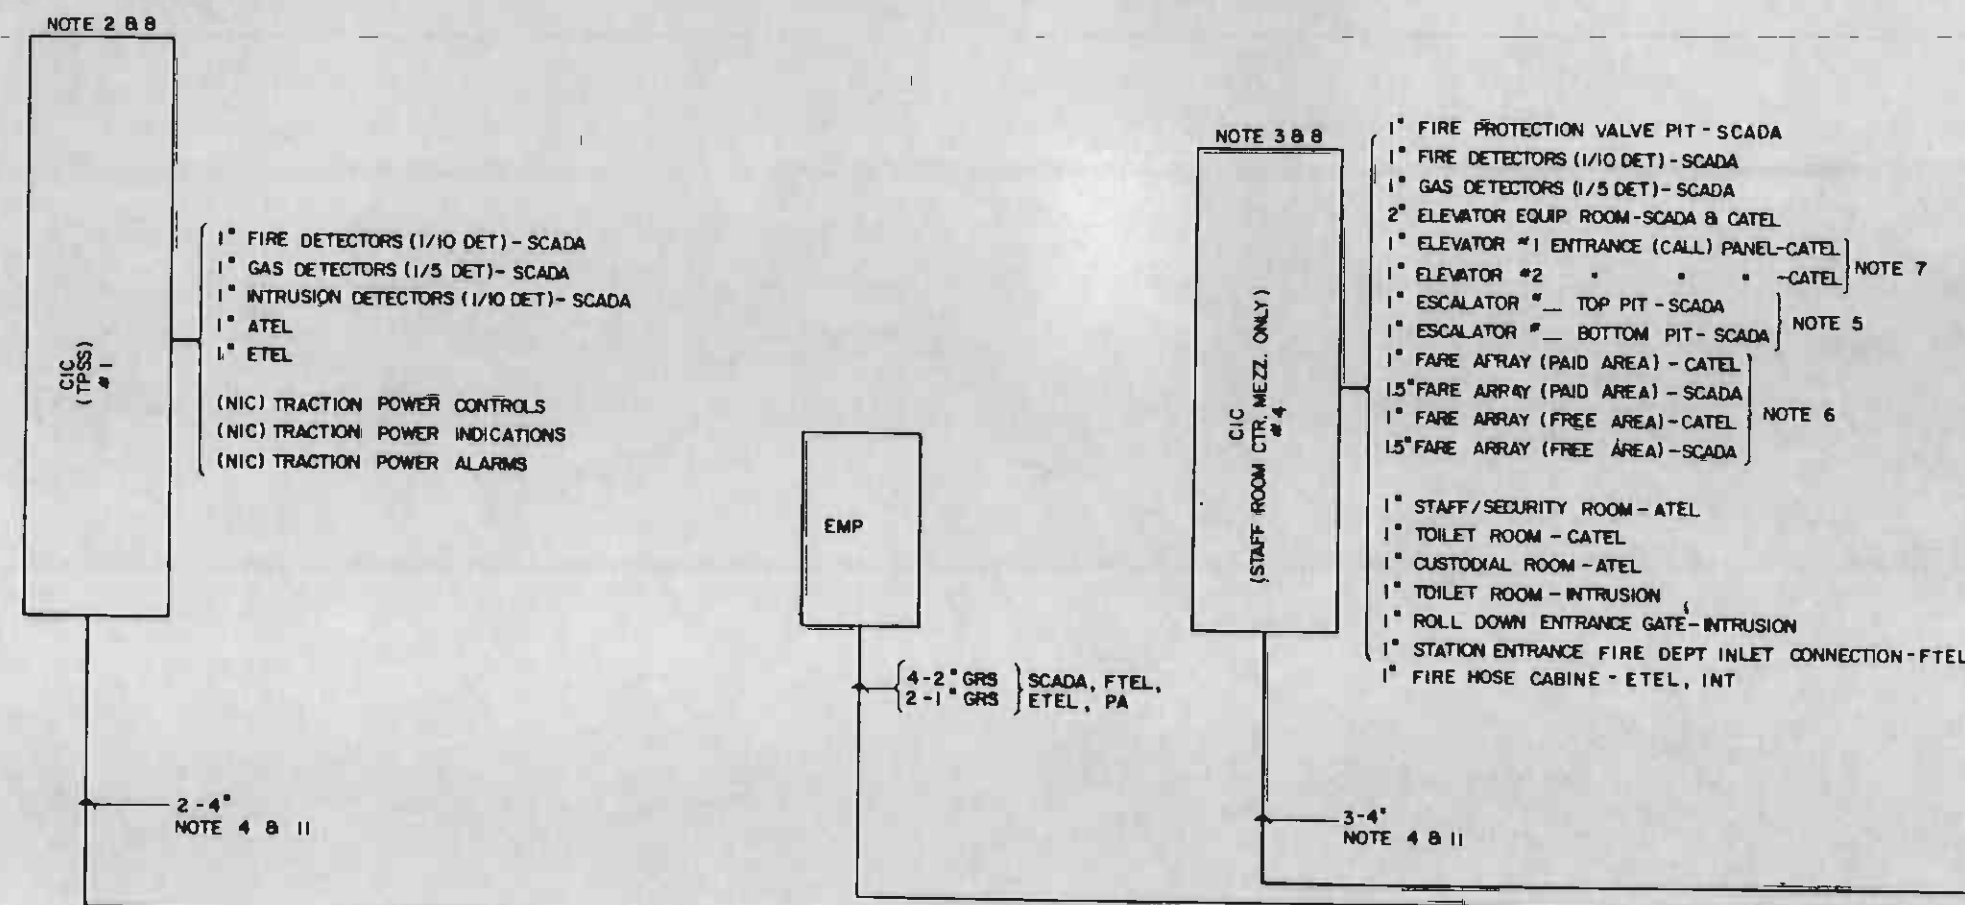 NOTE 2 & 8
CIC
(TPSS)
#1
1" FIRE DETECTORS (1/10 DET) - SCADA
1" GAS DETECTORS (1/5 DET) - SCADA
1" INTRUSION DETECTORS (1/10 DET) - SCADA
1" ATEL
1" ETEL
(NIC) TRACTION POWER CONTROLS
(NIC) TRACTION POWER INDICATIONS
(NIC) TRACTION POWER ALARMS
2-4"
NOTE 4 & 11
EMP
4-2" GRS
2-1" GRS
SCADA, FTEL,
ETEL, PA
NOTE 3 & 8
CIC
(STAFF ROOM CTR. MEZZ. ONLY)
#4
1" FIRE PROTECTION VALVE PIT - SCADA
1" FIRE DETECTORS (1/10 DET) - SCADA
1" GAS DETECTORS (1/5 DET) - SCADA
2" ELEVATOR EQUIP ROOM - SCADA & CATEL
1" ELEVATOR #1 ENTRANCE (CALL) PANEL-CATEL
1" ELEVATOR #2 " " " -CATEL
NOTE 7
1" ESCALATOR #__ TOP PIT - SCADA
1" ESCALATOR #__ BOTTOM PIT - SCADA
NOTE 5
1" FARE ARRAY (PAID AREA) - CATEL
1.5" FARE ARRAY (PAID AREA) - SCADA
1" FARE ARRAY (FREE AREA) - CATEL
1.5" FARE ARRAY (FREE AREA) - SCADA
NOTE 6
1" STAFF/SECURITY ROOM - ATEL
1" TOILET ROOM - CATEL
1" CUSTODIAL ROOM - ATEL
1" TOILET ROOM - INTRUSION
1" ROLL DOWN ENTRANCE GATE - INTRUSION
1" STATION ENTRANCE FIRE DEPT INLET CONNECTION - FTEL
1" FIRE HOSE CABINE - ETEL, INT
3-4"
NOTE 4 & 11